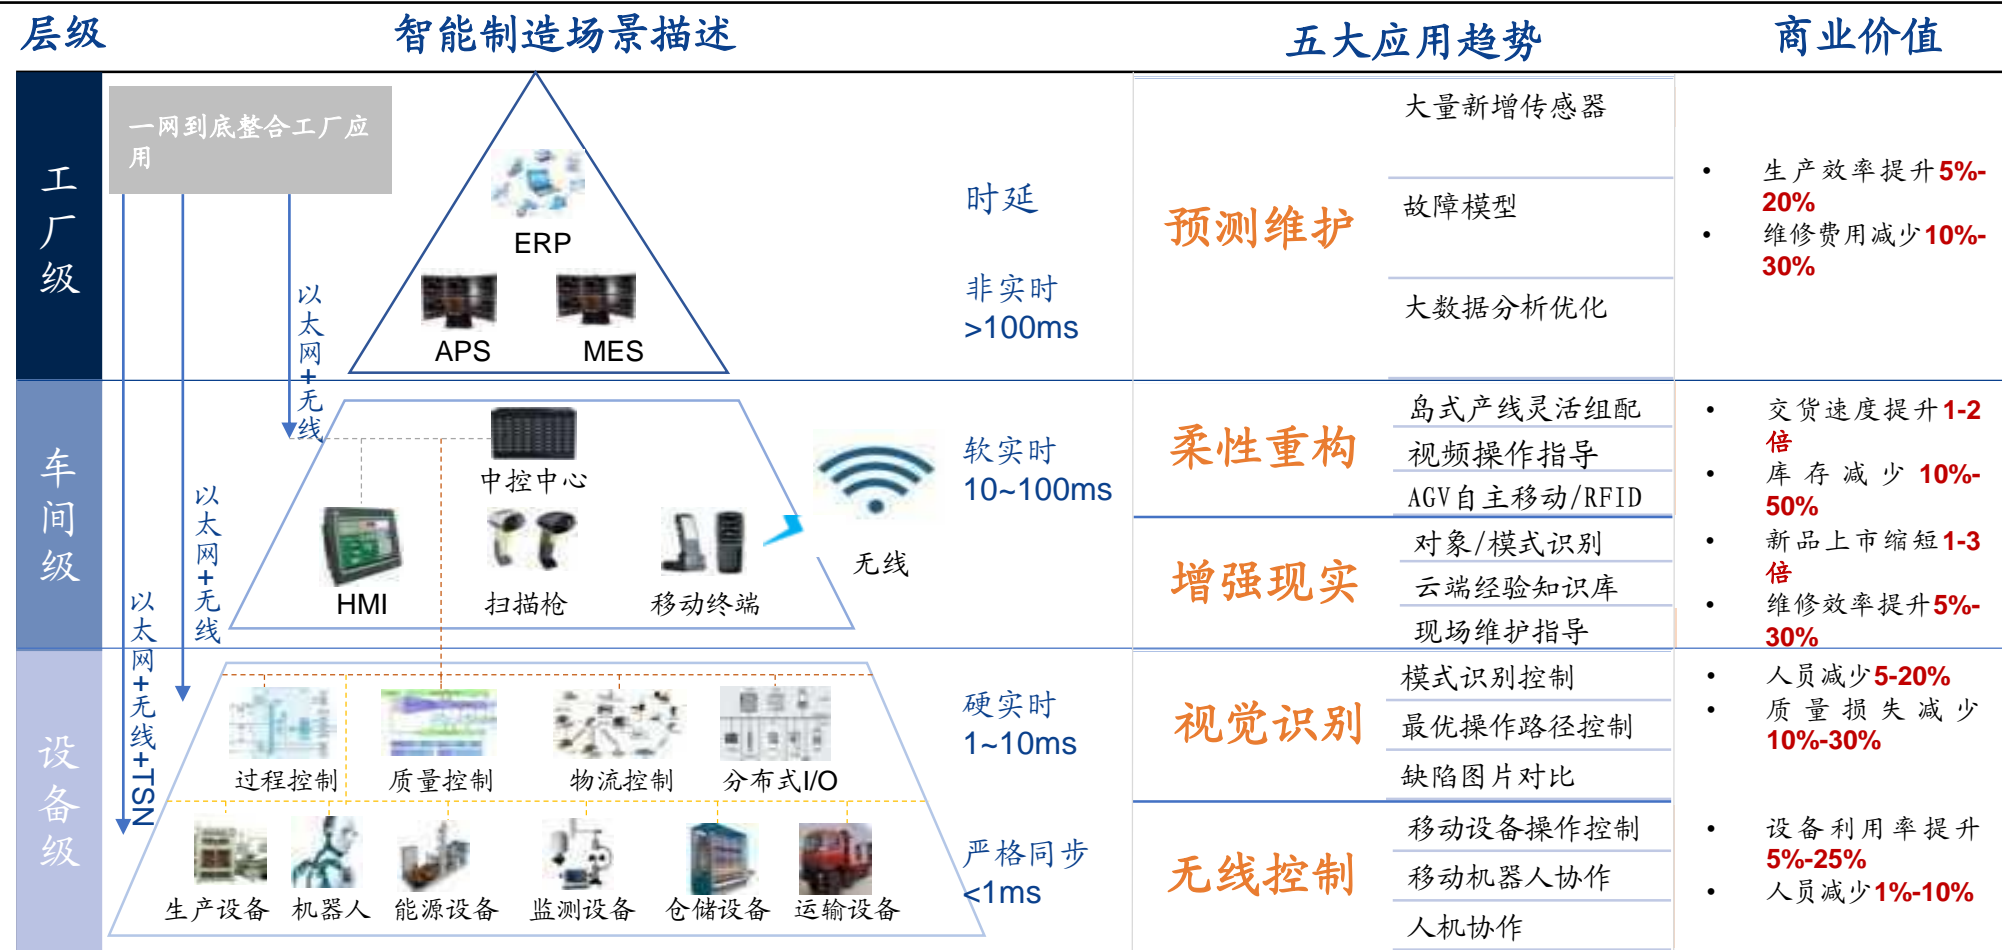 层级
智能制造场景描述
五大应用趋势
商业价值
工厂级
一网到底整合工厂应
用
以太网+无线
以太网+无线
以太网+无线+TSN
ERP
APS
MES
时延
非实时
>100ms
预测维护
大量新增传感器
故障模型
大数据分析优化
• 生产效率提升5%-
20%
• 维修费用减少10%-
30%
车间级
中控中心
HMI
扫描枪
移动终端
无线
软实时
10~100ms
柔性重构
岛式产线灵活组配
视频操作指导
AGV自主移动/RFID
增强现实
对象/模式识别
云端经验知识库
现场维护指导
• 交货速度提升1-2
倍
• 库存减少10%-
50%
• 新品上市缩短1-3
倍
• 维修效率提升5%-
30%
设备级
过程控制
质量控制
物流控制
分布式I/O
生产设备
机器人
能源设备
监测设备
仓储设备
运输设备
硬实时
1~10ms
严格同步
<1ms
视觉识别
模式识别控制
最优操作路径控制
缺陷图片对比
无线控制
移动设备操作控制
移动机器人协作
人机协作
• 人员减少5-20%
• 质量损失减少
10%-30%
• 设备利用率提升
5%-25%
• 人员减少1%-10%